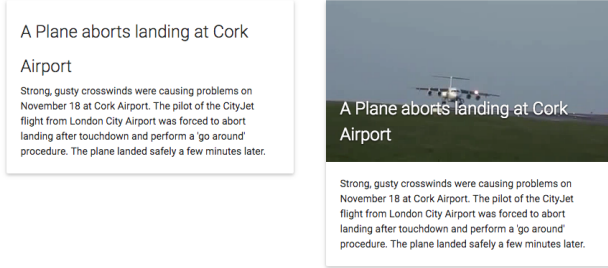 A Plane aborts landing at Cork
Airport
Strong, gusty crosswinds were causing problems on
November 18 at Cork Airport. The pilot of the CityJet
flight from London City Airport was forced to abort
landing after touchdown and perform a 'go around'
procedure. The plane landed safely a few minutes later.
A Plane aborts landing at Cork
Airport
Strong, gusty crosswinds were causing problems on
November 18 at Cork Airport. The pilot of the CityJet
flight from London City Airport was forced to abort
landing after touchdown and perform a 'go around'
procedure. The plane landed safely a few minutes later.